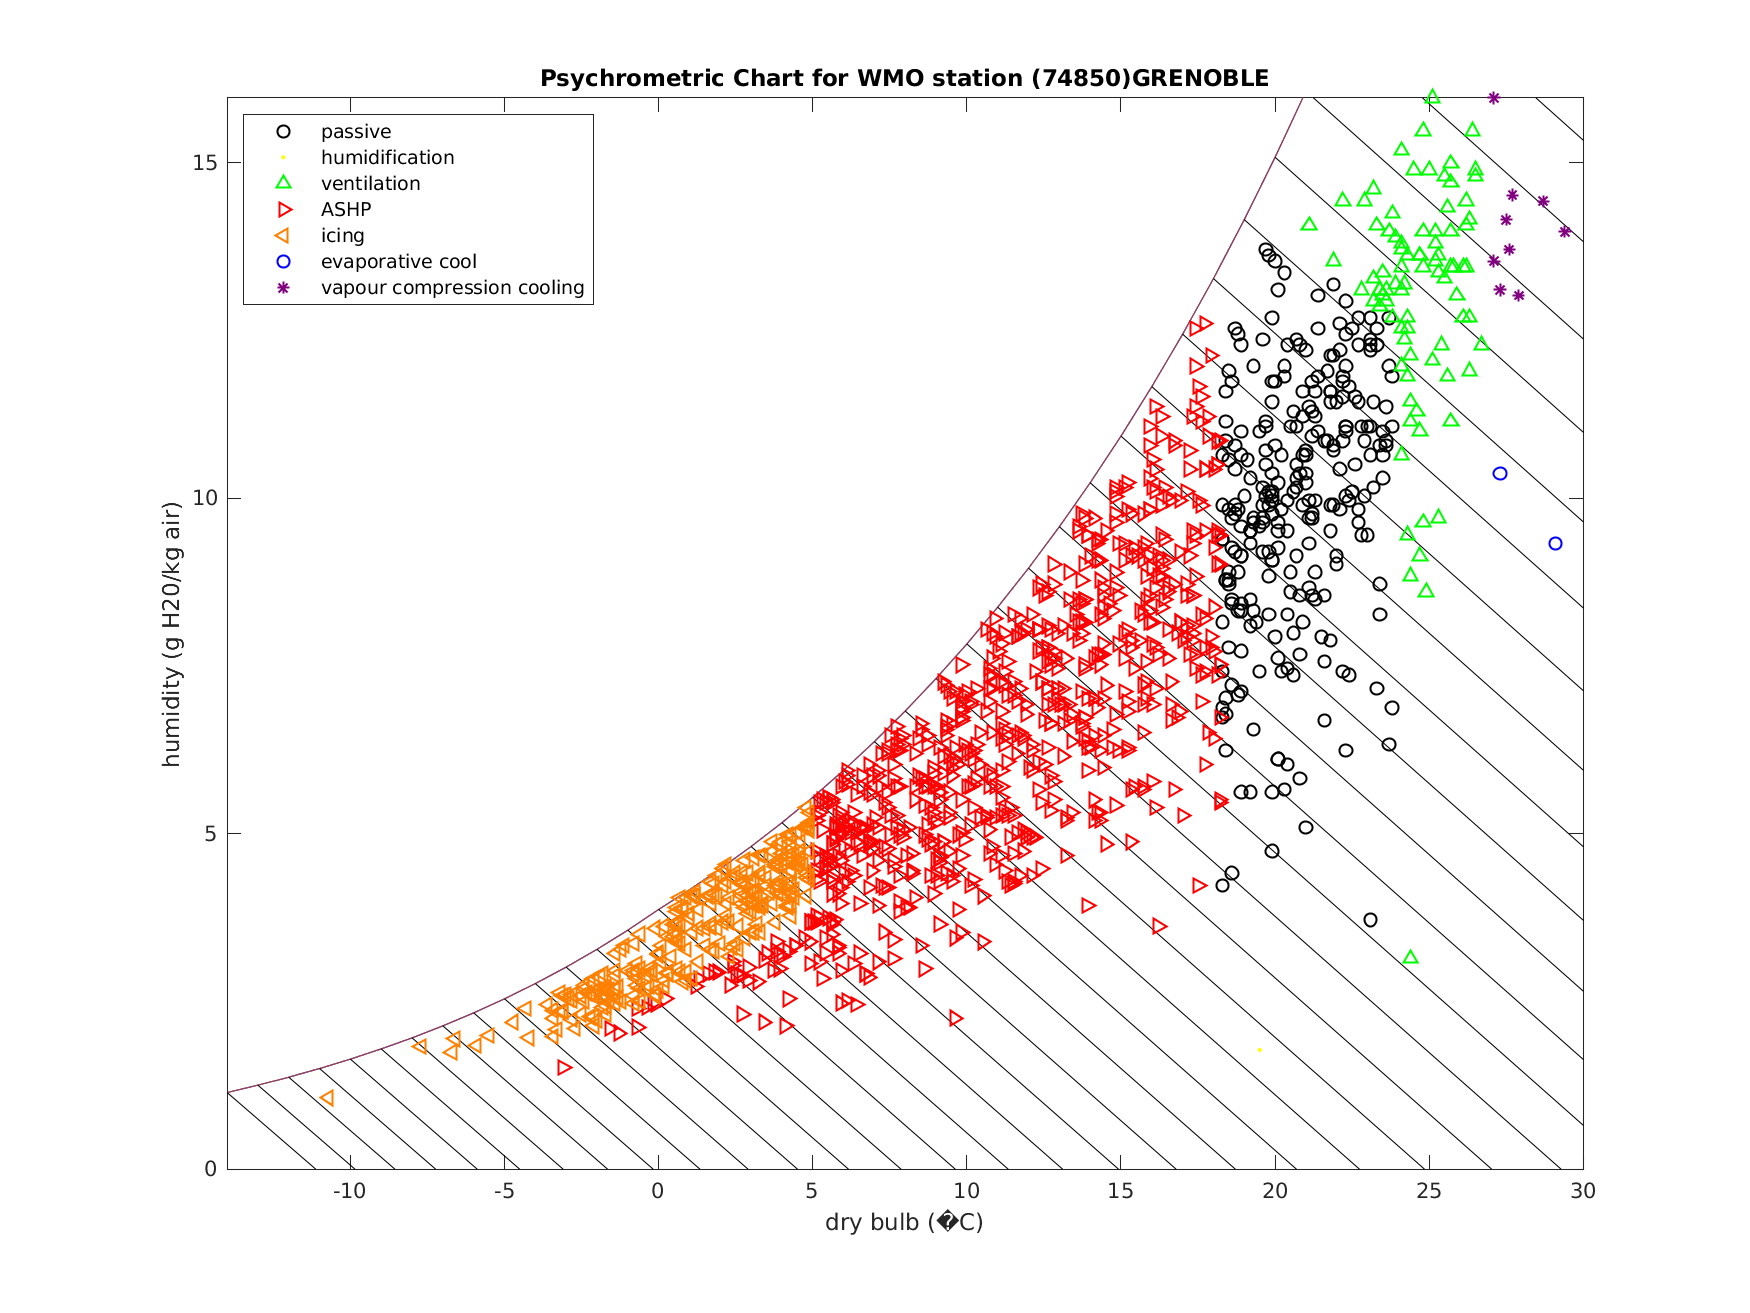 Psychrometric Chart for WMO station (74850)GRENOBLE
passive
humidification
ventilation
ASHP
icing
evaporative cool
vapour compression cooling
15
10
5
0
humidity (g H20/kg air)
-10 -5 0 5 10 15 20 25 30
dry bulb (�C)